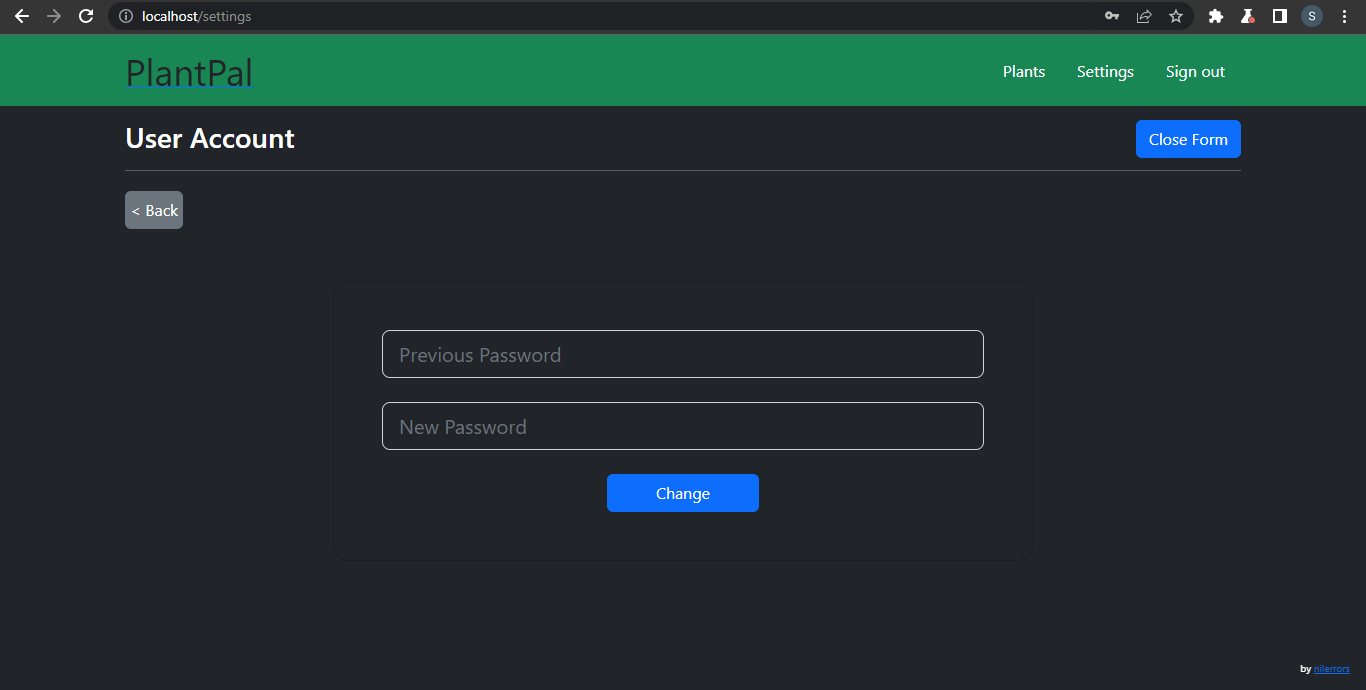 localhost/settings
S
PlantPal
Plants Settings Sign out
User Account
Close Form
< Back
Previous Password
New Password
Change
by nilerrors